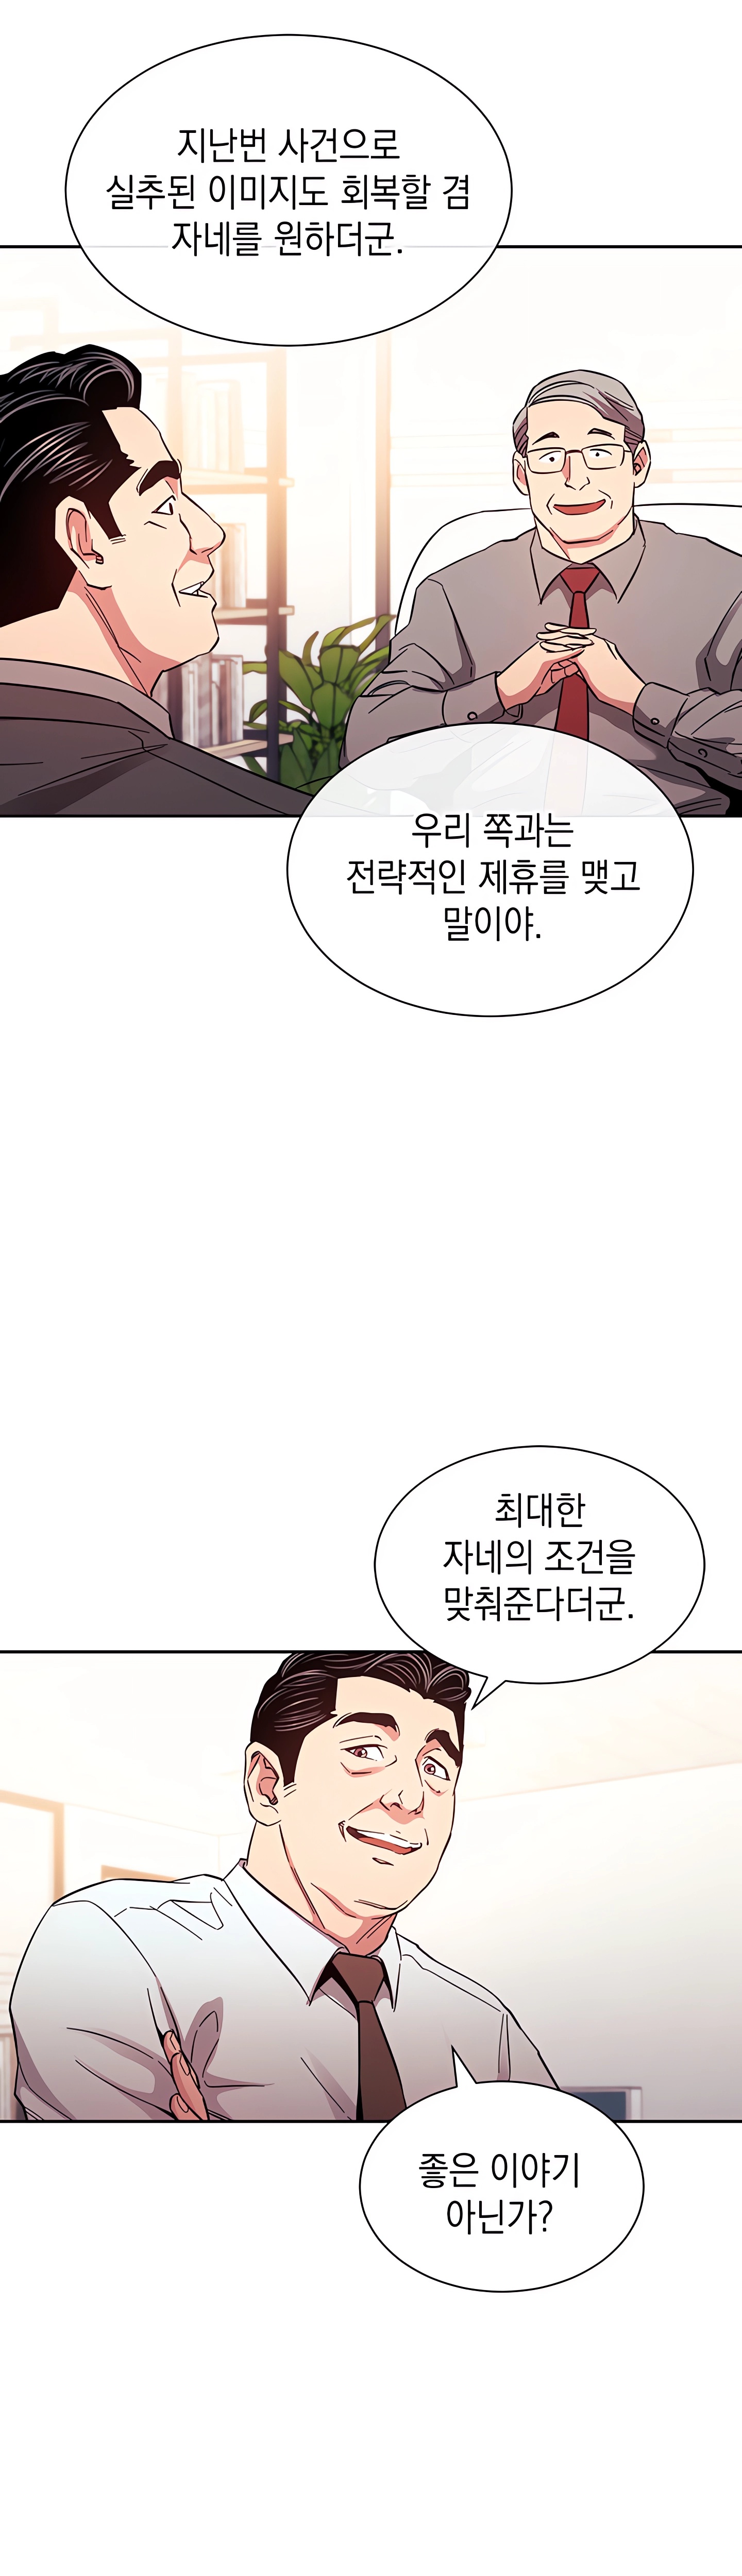 지난번 사건으로
실추된 이미지도 회복할 겸
자네를 원하더군.
우리 쪽과는
전략적인 제휴를 맺고
말이야.
최대한
자네의 조건을
맞춰준다더군.
좋은 이야기
아닌가?